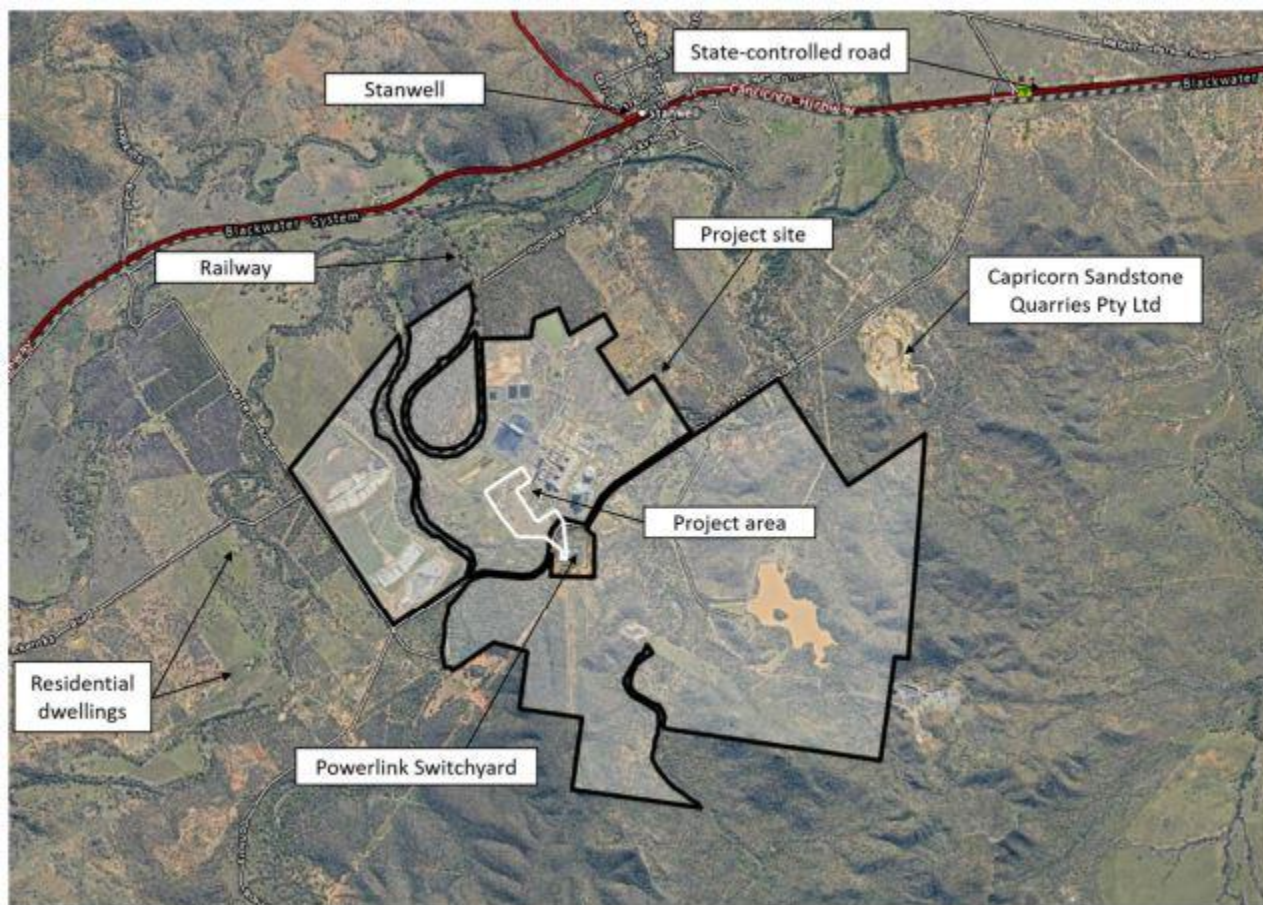 State-controlled road
Stanwell
Capricorn Highway
Blackwater
Stanwell
Blackwater System
Project site
Railway
Capricorn Sandstone
Quarries Pty Ltd
Project area
Residential
dwellings
Powerlink Switchyard